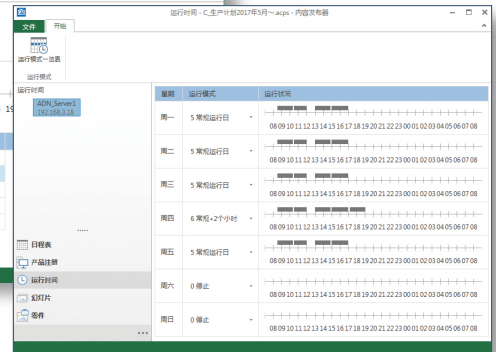 运行时间 - C_生产计划2017年5月~.acps - 内容发布器
文件 开始
运行模式一览表
运行模式
运行时间
ADN_Server1
192.168.3.18
星期 运行模式 运行状况
周一 5 常规运行日
08 09 10 11 12 13 14 15 16 17 18 19 20 21 22 23 00 01 02 03 04 05 06 07 08
周二 5 常规运行日
08 09 10 11 12 13 14 15 16 17 18 19 20 21 22 23 00 01 02 03 04 05 06 07 08
周三 5 常规运行日
08 09 10 11 12 13 14 15 16 17 18 19 20 21 22 23 00 01 02 03 04 05 06 07 08
周四 6 常规+2个小时
08 09 10 11 12 13 14 15 16 17 18 19 20 21 22 23 00 01 02 03 04 05 06 07 08
周五 5 常规运行日
08 09 10 11 12 13 14 15 16 17 18 19 20 21 22 23 00 01 02 03 04 05 06 07 08
周六 0 停止
08 09 10 11 12 13 14 15 16 17 18 19 20 21 22 23 00 01 02 03 04 05 06 07 08
周日 0 停止
08 09 10 11 12 13 14 15 16 17 18 19 20 21 22 23 00 01 02 03 04 05 06 07 08
日程表
产品注册
运行时间
幻灯片
零件
19